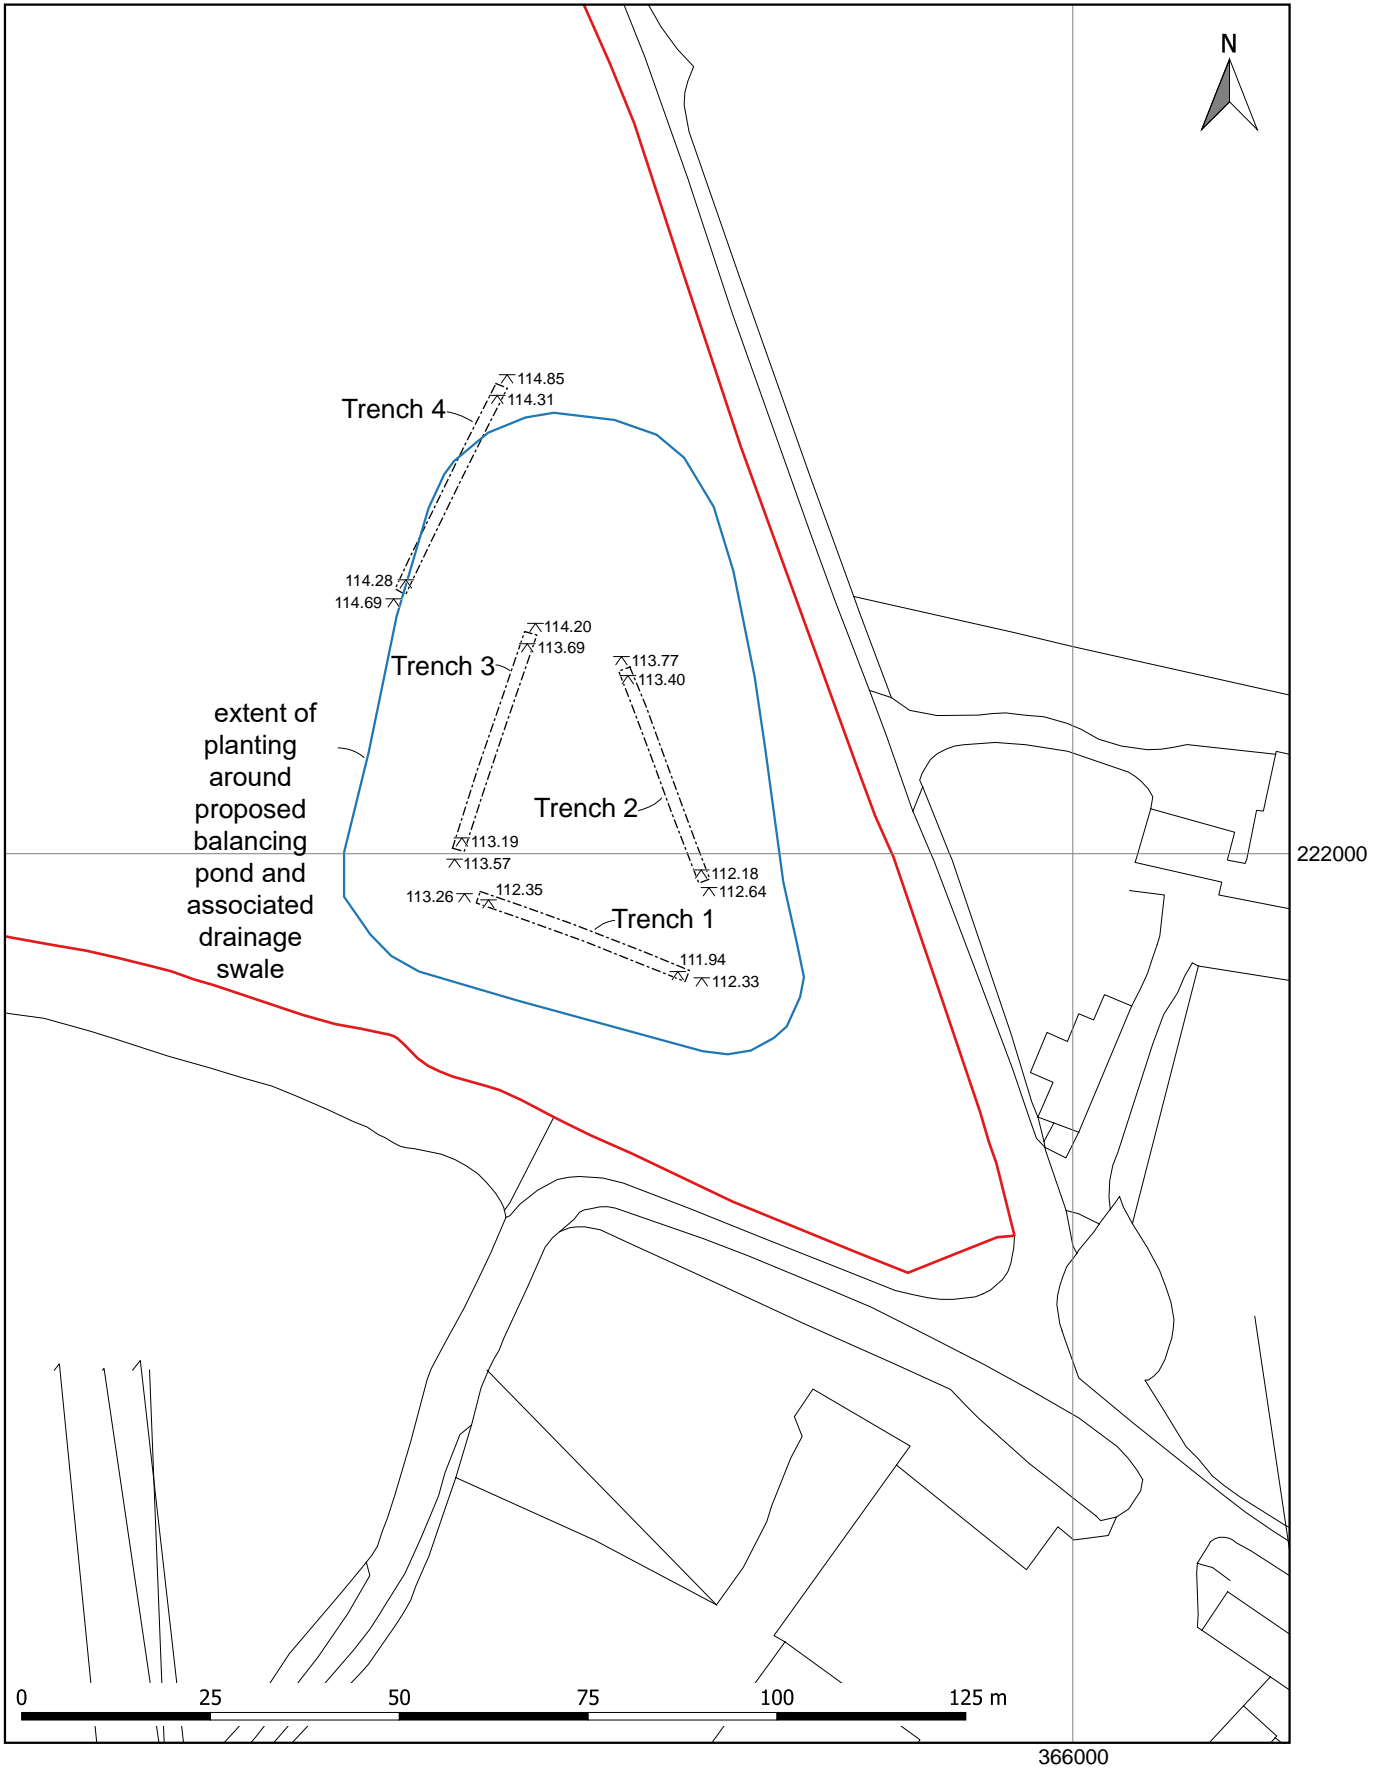 N
114.85
114.31
Trench 4
114.28
114.69
114.20
113.69
Trench 3
113.77
113.40
extent of
planting
around
proposed
balancing
pond and
associated
drainage
swale
Trench 2
113.19
113.57
222000
112.18
112.64
113.26
112.35
Trench 1
111.94
112.33
0 25 50 75 100 125 m
366000